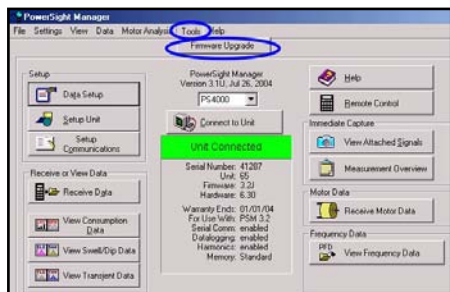 PowerSight Manager
File Settings View Data Motor Analysis Tools Help
Firmware Upgrade
Setup
Data Setup
Setup Unit
Setup Communications
Receive or View Data
Receive Data
View Consumption Data
View Swell/Dip Data
View Transient Data
PowerSight Manager
Version 3.1U, Jul 26, 2004
PS4000
Connect to Unit
Unit Connected
Serial Number: 41287
Unit: 65
Firmware: 3.2J
Hardware: 6.30
Warranty Ends: 01/01/04
For Use With: PSM 3.2
Serial Comm: enabled
Datalogging: enabled
Harmonics: enabled
Memory: Standard
Help
Remote Control
Immediate Capture
View Attached Signals
Measurement Overview
Motor Data
Receive Motor Data
Frequency Data
PFD
View Frequency Data